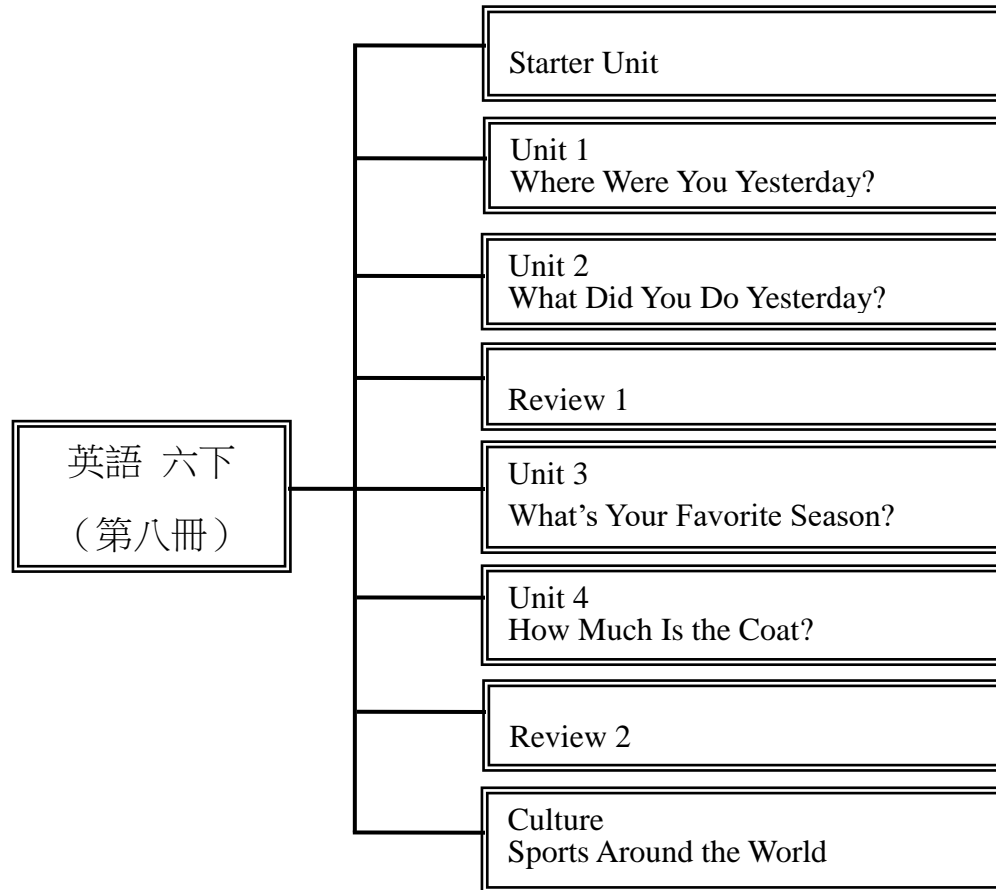 英語 六下
（第八冊）
Starter Unit
Unit 1
Where Were You Yesterday?
Unit 2
What Did You Do Yesterday?
Review 1
Unit 3
What’s Your Favorite Season?
Unit 4
How Much Is the Coat?
Review 2
Culture
Sports Around the World